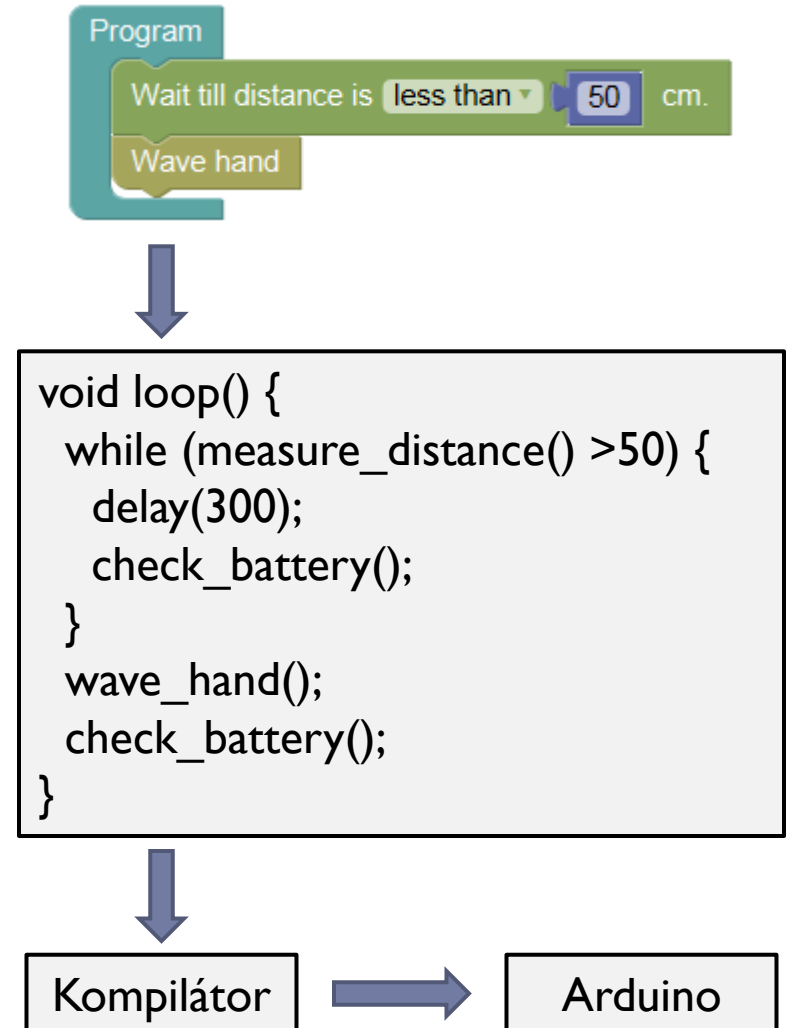 Program
Wait till distance is less than 50 cm.
Wave hand
void loop() {
while (measure_distance() >50) {
delay(300);
check_battery();
}
wave_hand();
check_battery();
}
Kompilátor Arduino